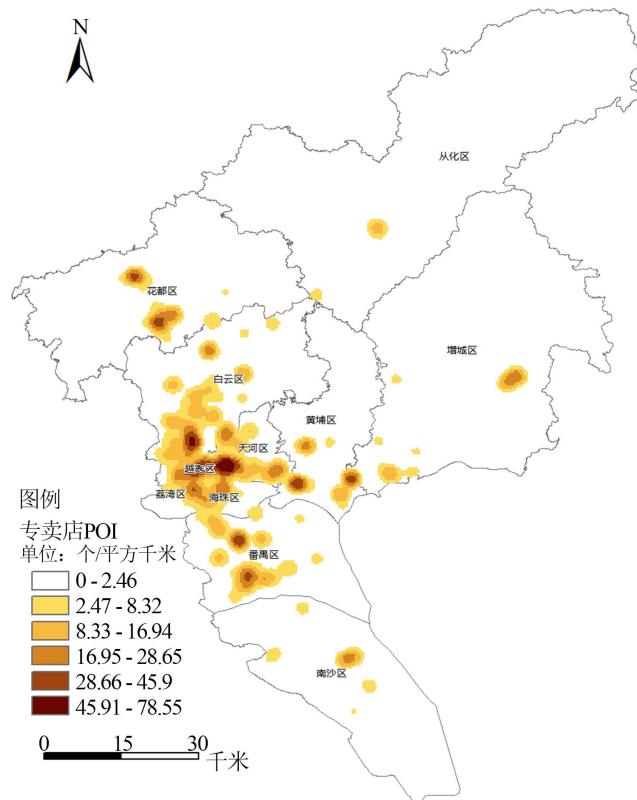 N
从化区
花都区
增城区
白云区
黄埔区
天河区
越秀区
荔湾区
海珠区
番禺区
南沙区
图例
专卖店POI
单位：个/平方千米
0 - 2.46
2.47 - 8.32
8.33 - 16.94
16.95 - 28.65
28.66 - 45.9
45.91 - 78.55
0 15 30
千米